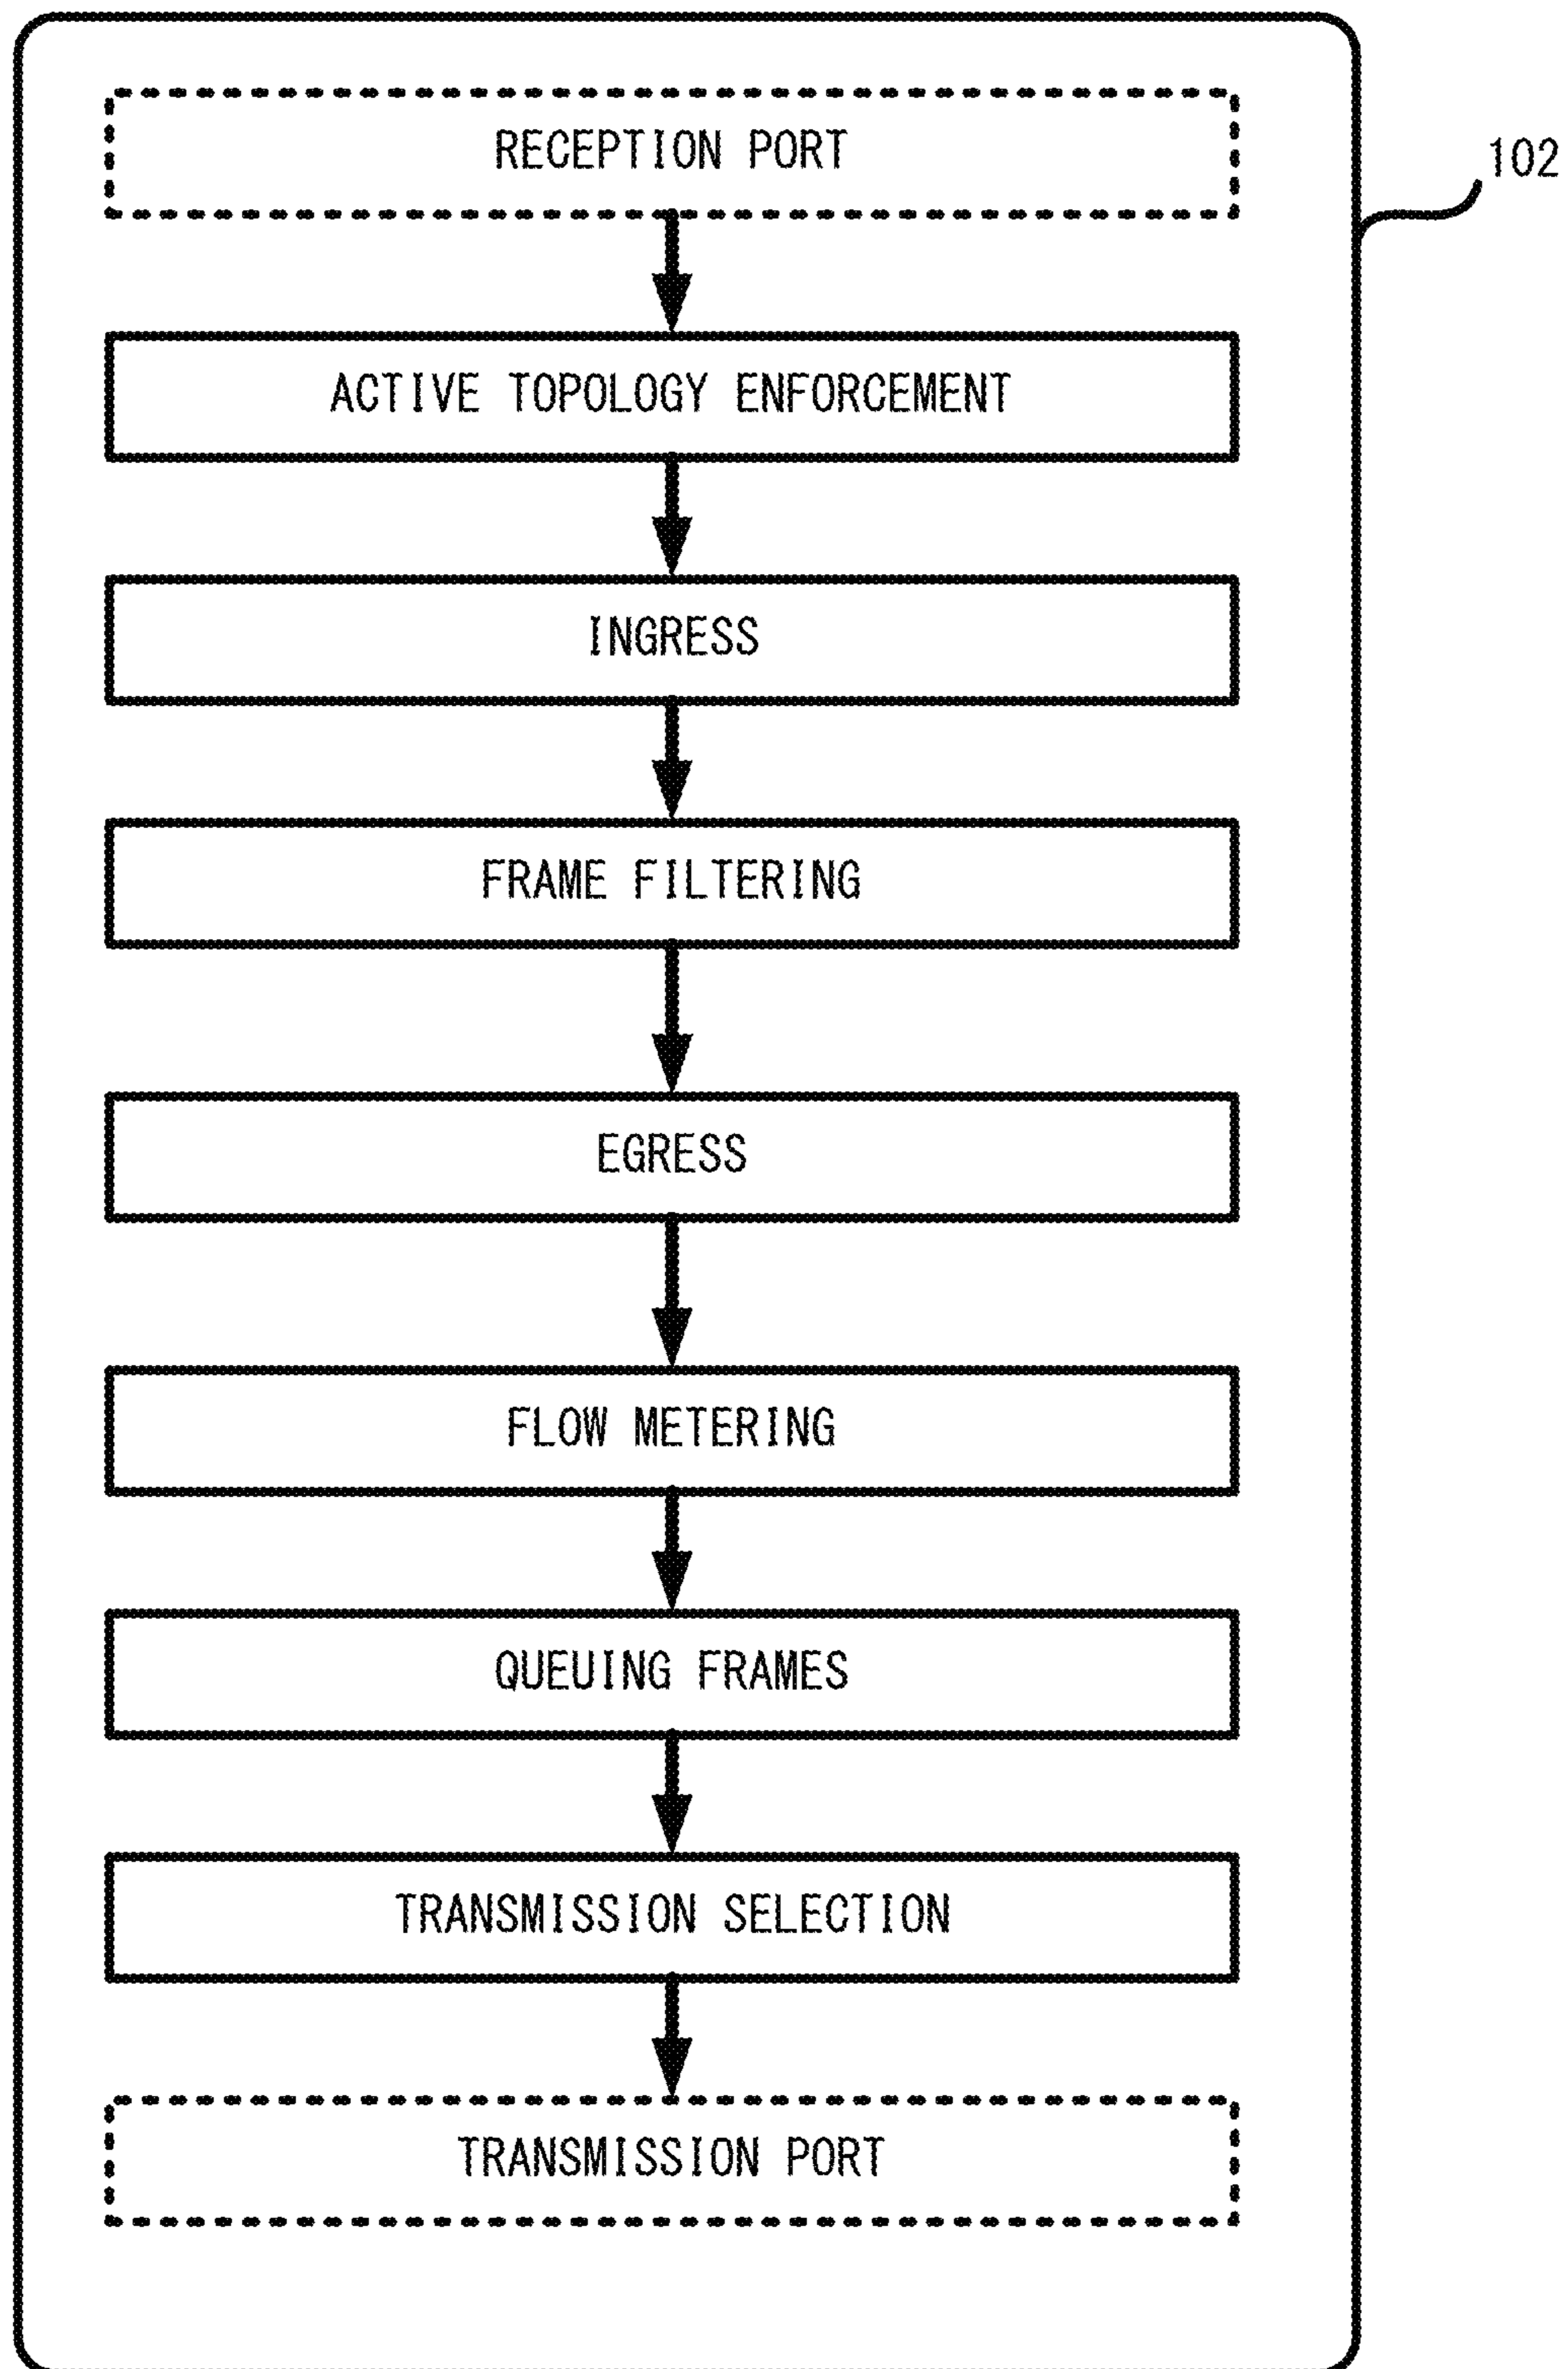 RECEPTION PORT
102
ACTIVE TOPOLOGY ENFORCEMENT
INGRESS
FRAME FILTERING
EGRESS
FLOW METERING
QUEUING FRAMES
TRANSMISSION SELECTION
TRANSMISSION PORT